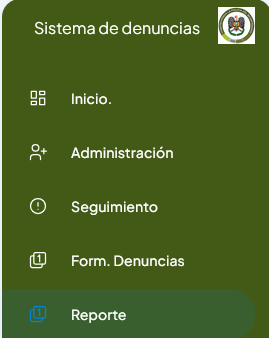 Sistema de denuncias
Inicio.
Administración
Seguimiento
Form. Denuncias
Reporte